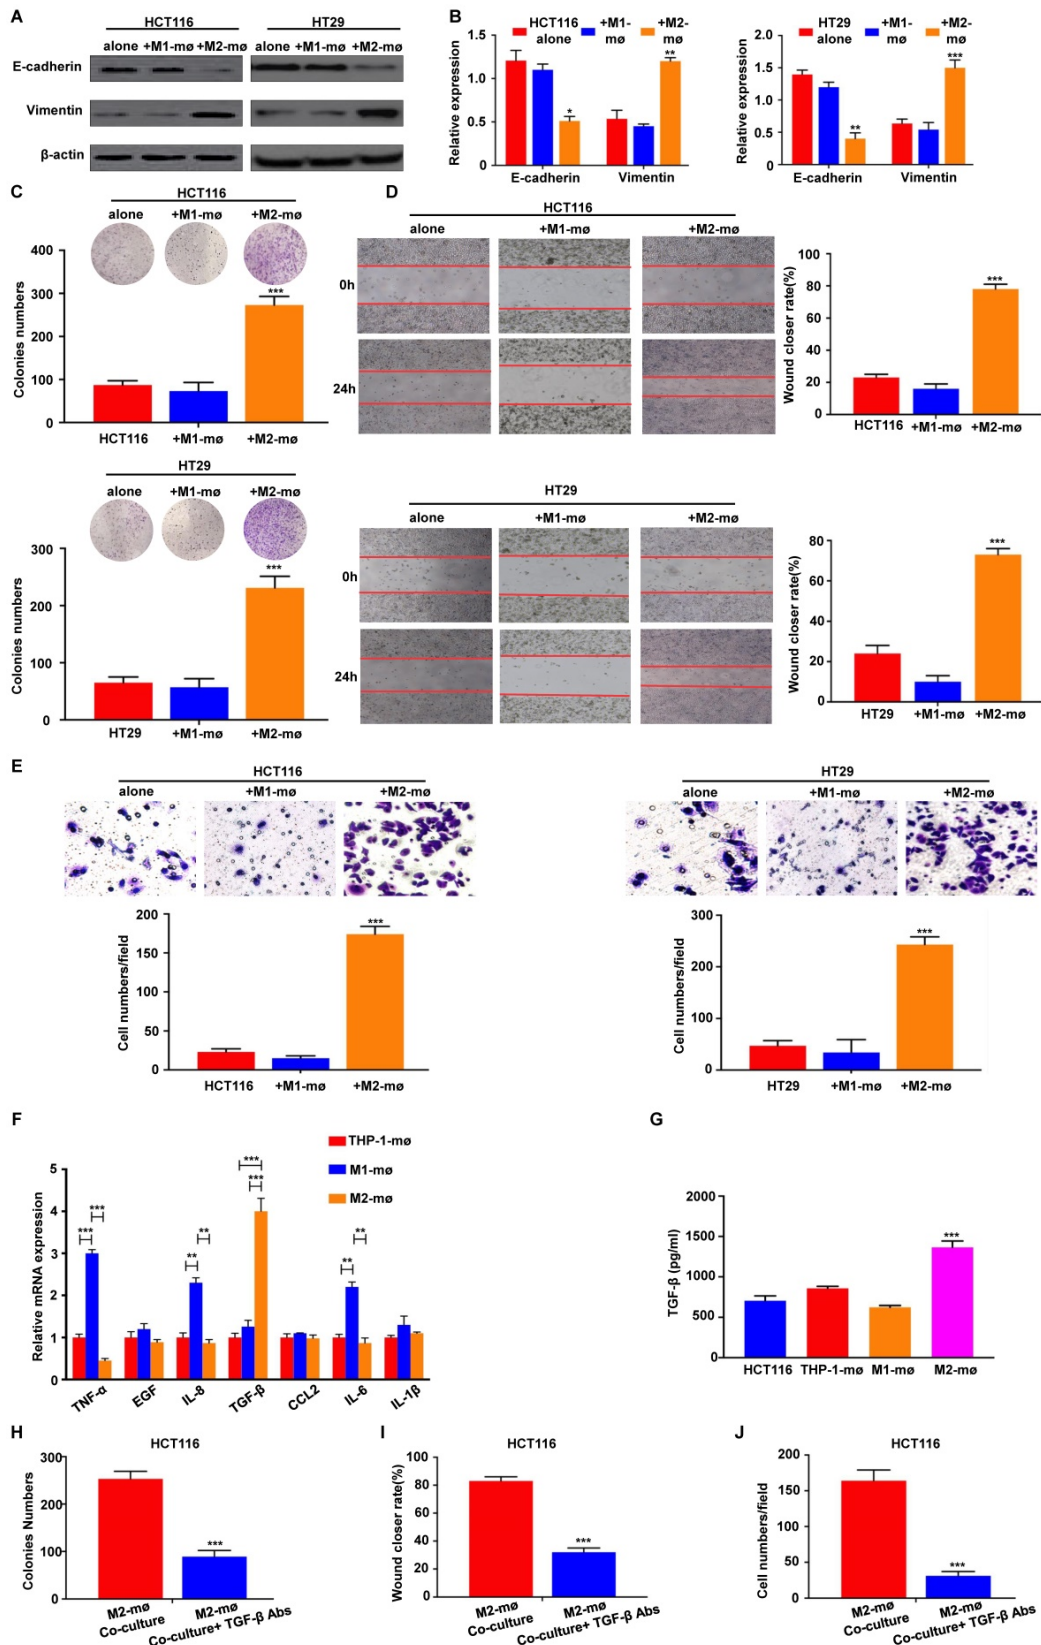 A
HCT116
HT29
alone +M1-mø +M2-mø
alone +M1-mø +M2-mø
E-cadherin
Vimentin
β-actin
B
HCT116 alone
+M1-mø
+M2-mø
Relative expression
1.5
1.0
0.5
0
*
**
E-cadherin
Vimentin
HT29 alone
+M1-mø
+M2-mø
Relative expression
2.0
1.5
1.0
0.5
0
**
***
E-cadherin
Vimentin
C
HCT116
alone
+M1-mø
+M2-mø
Colonies numbers
400
300
200
100
0
***
HCT116
+M1-mø
+M2-mø
HT29
alone
+M1-mø
+M2-mø
Colonies numbers
300
200
100
0
***
HT29
+M1-mø
+M2-mø
D
HCT116
alone
+M1-mø
+M2-mø
0h
24h
Wound closer rate(%)
100
80
60
40
20
0
***
HCT116
+M1-mø
+M2-mø
HT29
alone
+M1-mø
+M2-mø
0h
24h
Wound closer rate(%)
80
60
40
20
0
***
HT29
+M1-mø
+M2-mø
E
HCT116
alone
+M1-mø
+M2-mø
Cell numbers/field
200
150
100
50
0
***
HCT116
+M1-mø
+M2-mø
HT29
alone
+M1-mø
+M2-mø
Cell numbers/field
300
200
100
0
***
HT29
+M1-mø
+M2-mø
F
THP-1-mø
M1-mø
M2-mø
Relative mRNA expression
5
4
3
2
1
0
***
***
**
**
***
***
**
**
TNF-α
EGF
IL-8
TGF-β
CCL2
IL-6
IL-1β
G
TGF-β (pg/ml)
2000
1500
1000
500
0
***
HCT116
THP-1-mø
M1-mø
M2-mø
H
HCT116
Colonies Numbers
300
200
100
0
***
M2-mø
Co-culture
M2-mø
Co-culture+ TGF-β Abs
I
HCT116
Wound closer rate(%)
100
80
60
40
20
0
***
M2-mø
Co-culture
M2-mø
Co-culture+ TGF-β Abs
J
HCT116
Cell numbers/field
200
150
100
50
0
***
M2-mø
Co-culture
M2-mø
Co-culture+ TGF-β Abs